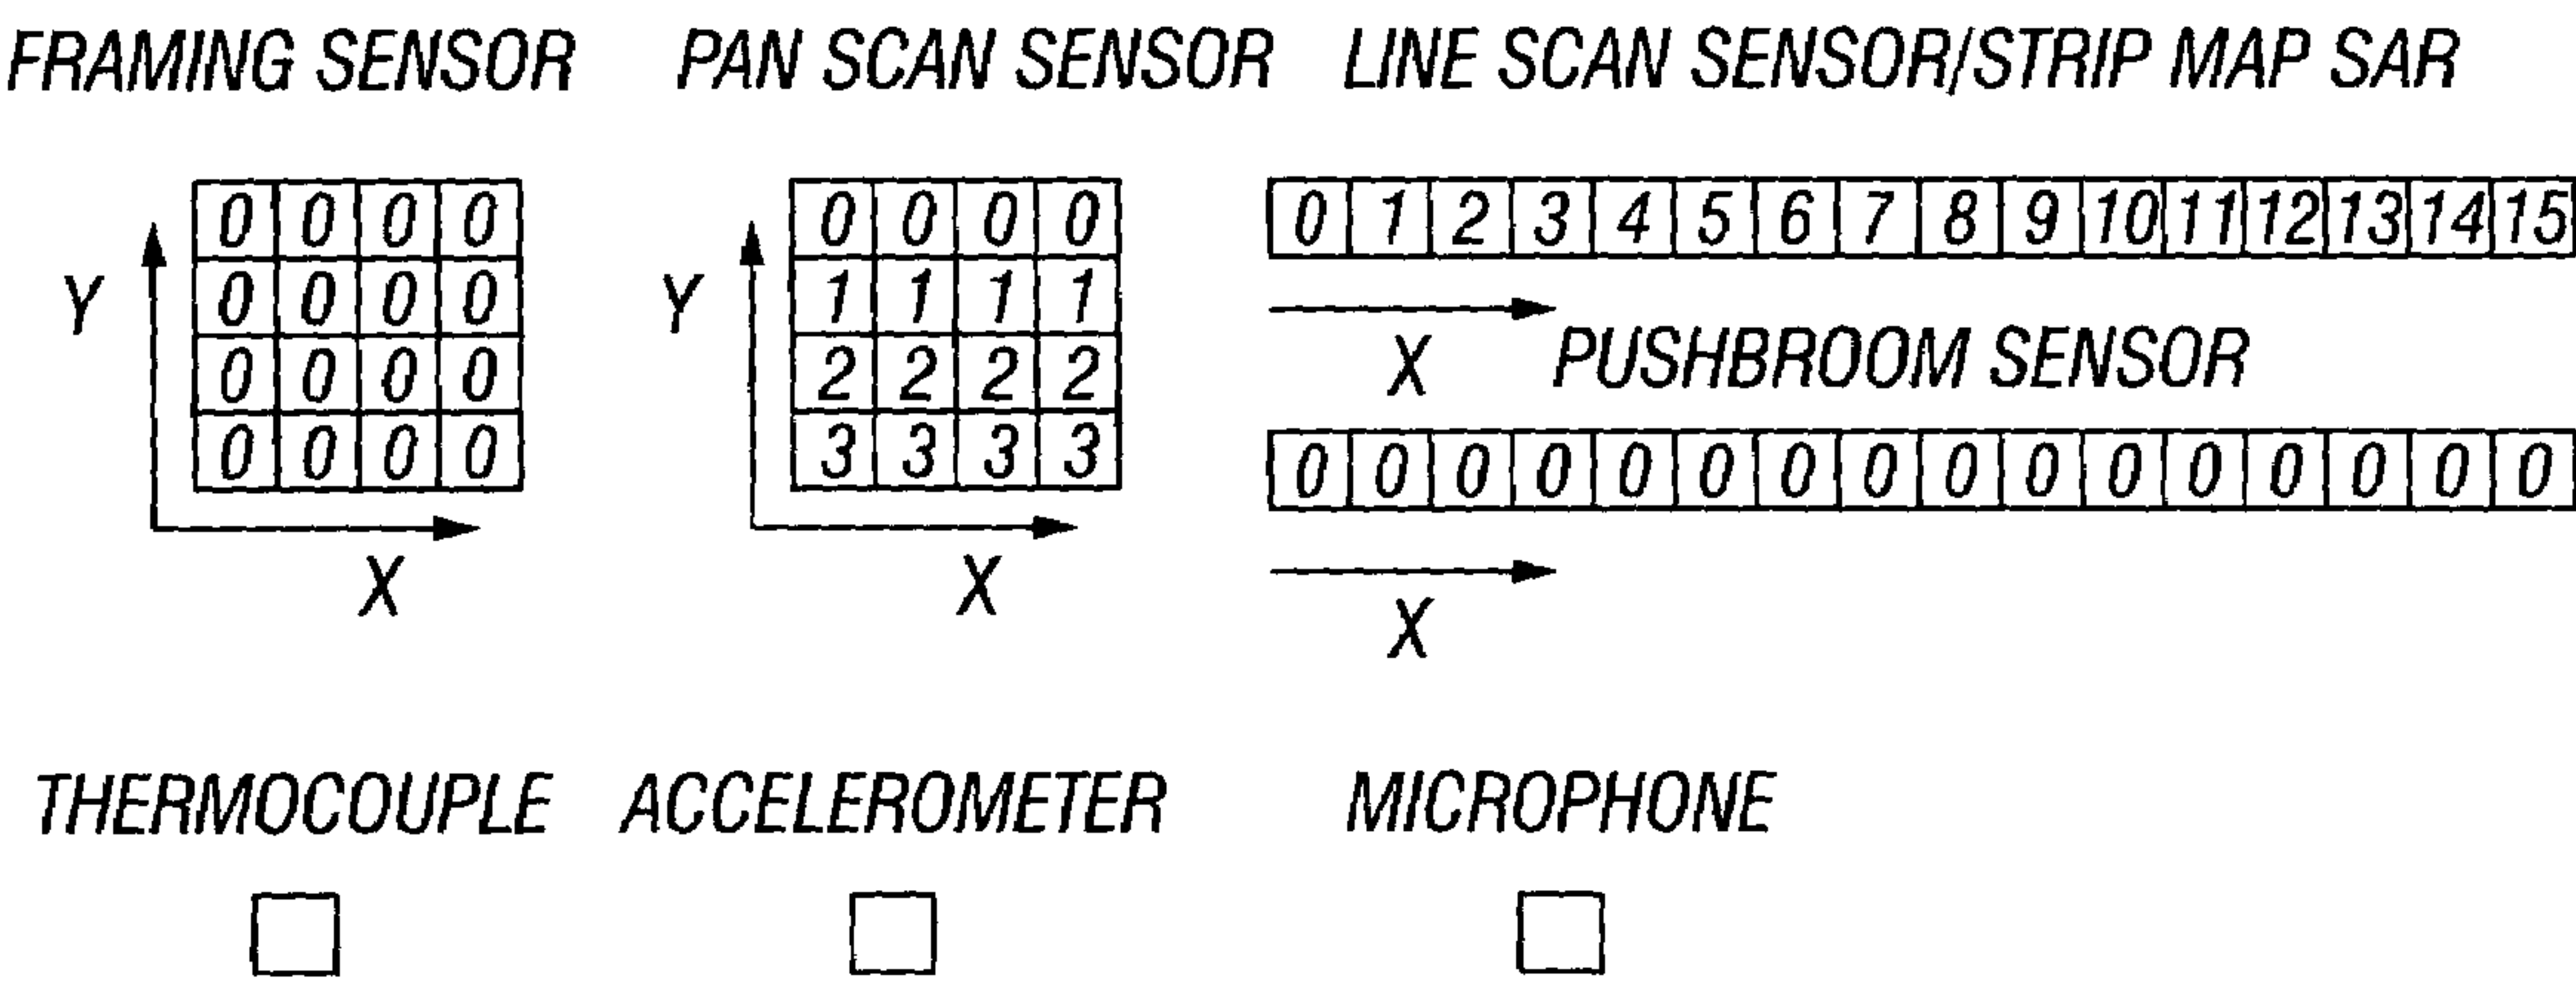 FRAMING SENSOR
0 0 0 0
0 0 0 0
0 0 0 0
0 0 0 0
Y
X
PAN SCAN SENSOR
0 0 0 0
1 1 1 1
2 2 2 2
3 3 3 3
Y
X
LINE SCAN SENSOR/STRIP MAP SAR
0 1 2 3 4 5 6 7 8 9 10 11 12 13 14 15
X
PUSHBROOM SENSOR
0 0 0 0 0 0 0 0 0 0 0 0 0 0 0 0
X
THERMOCOUPLE
ACCELEROMETER
MICROPHONE